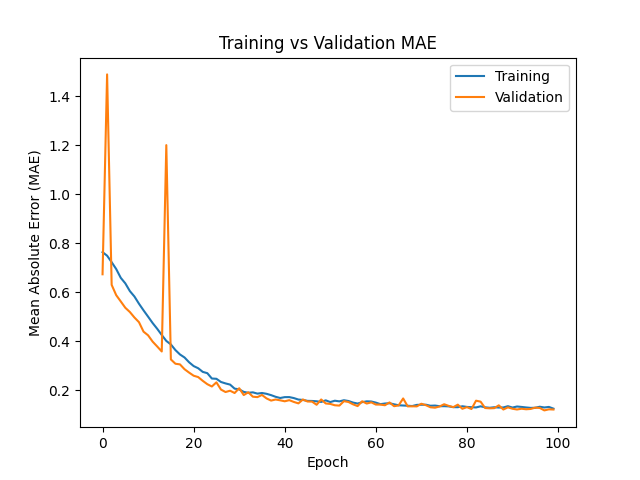 Training vs Validation MAE
Training
Validation
1.4
1.2
1.0
0.8
0.6
0.4
0.2
Mean Absolute Error (MAE)
0 20 40 60 80 100
Epoch